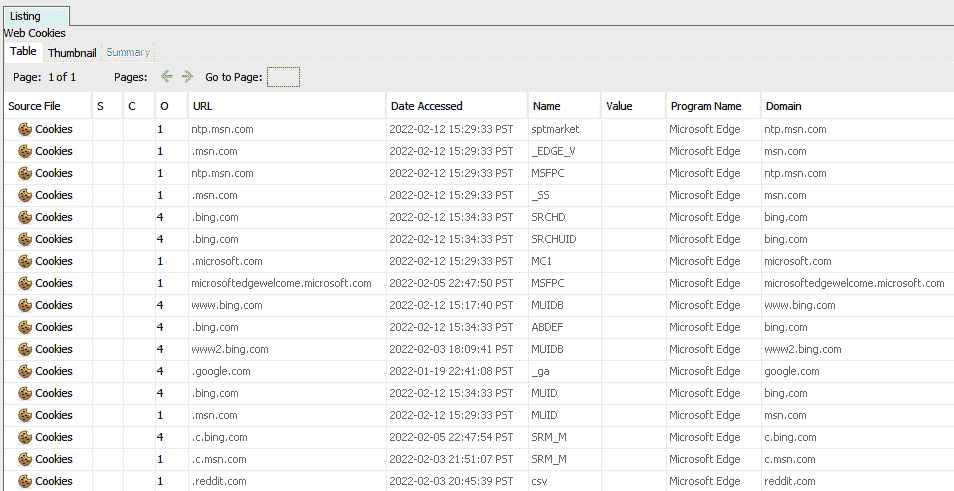 Listing
Web Cookies
Table Thumbnail Summary
Page: 1 of 1 Pages: Go to Page:
Source File S C O URL Date Accessed Name Value Program Name Domain
Cookies 1 ntp.msn.com 2022-02-12 15:29:33 PST sptmarket Microsoft Edge ntp.msn.com
Cookies 1 .msn.com 2022-02-12 15:29:33 PST _EDGE_V Microsoft Edge msn.com
Cookies 1 ntp.msn.com 2022-02-12 15:29:33 PST MSFPC Microsoft Edge ntp.msn.com
Cookies 1 .msn.com 2022-02-12 15:29:33 PST _SS Microsoft Edge msn.com
Cookies 4 .bing.com 2022-02-12 15:34:33 PST SRCHD Microsoft Edge bing.com
Cookies 4 .bing.com 2022-02-12 15:34:33 PST SRCHUID Microsoft Edge bing.com
Cookies 1 .microsoft.com 2022-02-12 15:29:33 PST MC1 Microsoft Edge microsoft.com
Cookies 1 microsoftedgewelcome.microsoft.com 2022-02-05 22:47:50 PST MSFPC Microsoft Edge microsoftedgewelcome.microsoft.com
Cookies 4 www.bing.com 2022-02-12 15:17:40 PST MUIDB Microsoft Edge www.bing.com
Cookies 4 .bing.com 2022-02-12 15:34:33 PST ABDEF Microsoft Edge bing.com
Cookies 4 www2.bing.com 2022-02-03 18:09:41 PST MUIDB Microsoft Edge www2.bing.com
Cookies 4 .google.com 2022-01-19 22:41:08 PST _ga Microsoft Edge google.com
Cookies 4 .bing.com 2022-02-12 15:34:33 PST MUID Microsoft Edge bing.com
Cookies 1 .msn.com 2022-02-12 15:29:33 PST MUID Microsoft Edge msn.com
Cookies 4 .c.bing.com 2022-02-05 22:47:54 PST SRM_M Microsoft Edge c.bing.com
Cookies 1 .c.msn.com 2022-02-03 21:51:07 PST SRM_M Microsoft Edge c.msn.com
Cookies 1 .reddit.com 2022-02-03 20:45:39 PST csv Microsoft Edge reddit.com